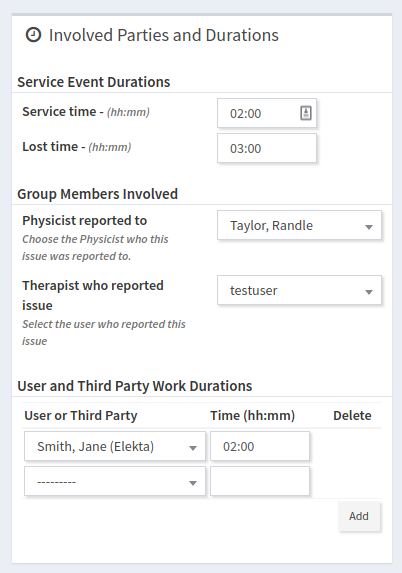 Involved Parties and Durations
Service Event Durations
Service time - (hh:mm)
02:00
Lost time - (hh:mm)
03:00
Group Members Involved
Physicist reported to
Taylor, Randle
Choose the Physicist who this
issue was reported to.
Therapist who reported
issue
testuser
Select the user who reported this
issue
User and Third Party Work Durations
User or Third Party Time (hh:mm) Delete
Smith, Jane (Elekta) 02:00
---------
Add